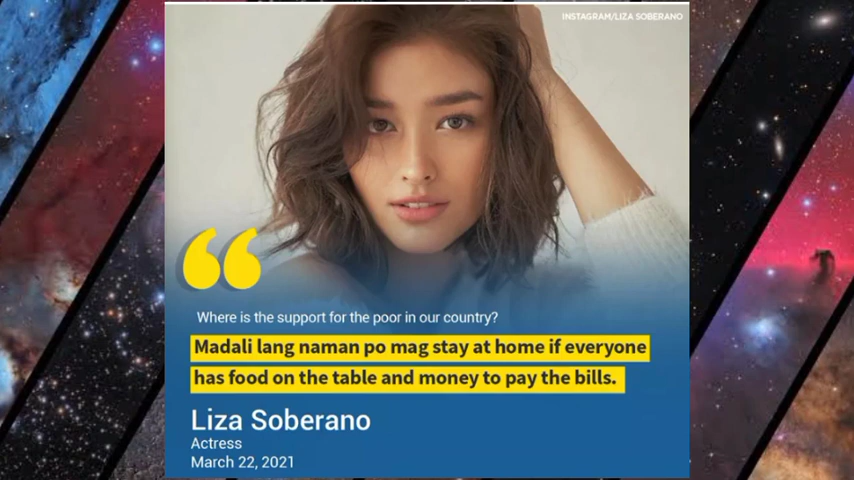 INSTAGRAM/LIZA SOBERANO
Where is the support for the poor in our country?
Madali lang naman po mag stay at home if everyone
has food on the table and money to pay the bills.
Liza Soberano
Actress
March 22, 2021